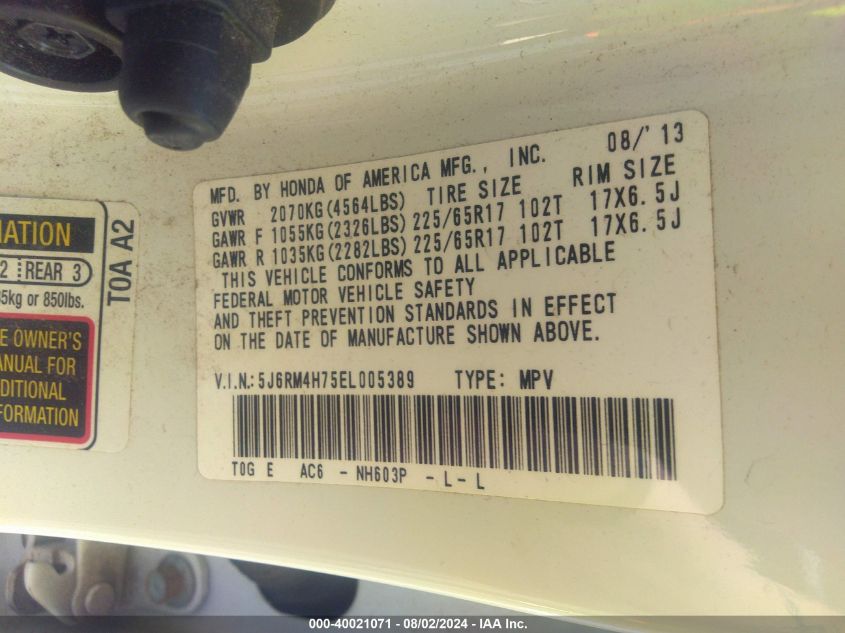 MFD. BY HONDA OF AMERICA MFG., INC. 08/'13
GVWR 2070KG(4564LBS) TIRE SIZE RIM SIZE
GAWR F 1055KG(2326LBS) 225/65R17 102T 17X6.5J
GAWR R 1035KG(2282LBS) 225/65R17 102T 17X6.5J
THIS VEHICLE CONFORMS TO ALL APPLICABLE
FEDERAL MOTOR VEHICLE SAFETY
AND THEFT PREVENTION STANDARDS IN EFFECT
ON THE DATE OF MANUFACTURE SHOWN ABOVE.
V.I.N.:5J6RM4H75EL005389 TYPE: MPV
T0G E AC6 - NH603P - L - L
MATION
2 REAR 3
5kg or 850lbs.
E OWNER'S
ANUAL FOR
DDITIONAL
FORMATION
T0A A2
000-40021071 - 08/02/2024 - IAA Inc.